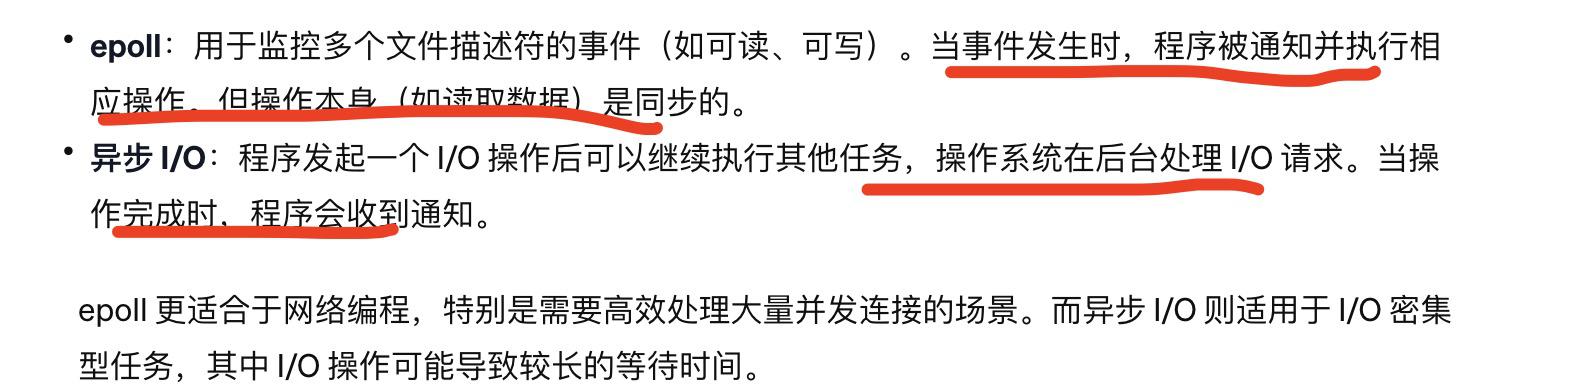 • epoll：用于监控多个文件描述符的事件（如可读、可写）。当事件发生时，程序被通知并执行相
应操作。但操作本身（如读取数据）是同步的。
• 异步 I/O：程序发起一个 I/O 操作后可以继续执行其他任务，操作系统在后台处理 I/O 请求。当操
作完成时，程序会收到通知。
epoll 更适合于网络编程，特别是需要高效处理大量并发连接的场景。而异步 I/O 则适用于 I/O 密集
型任务，其中 I/O 操作可能导致较长的等待时间。